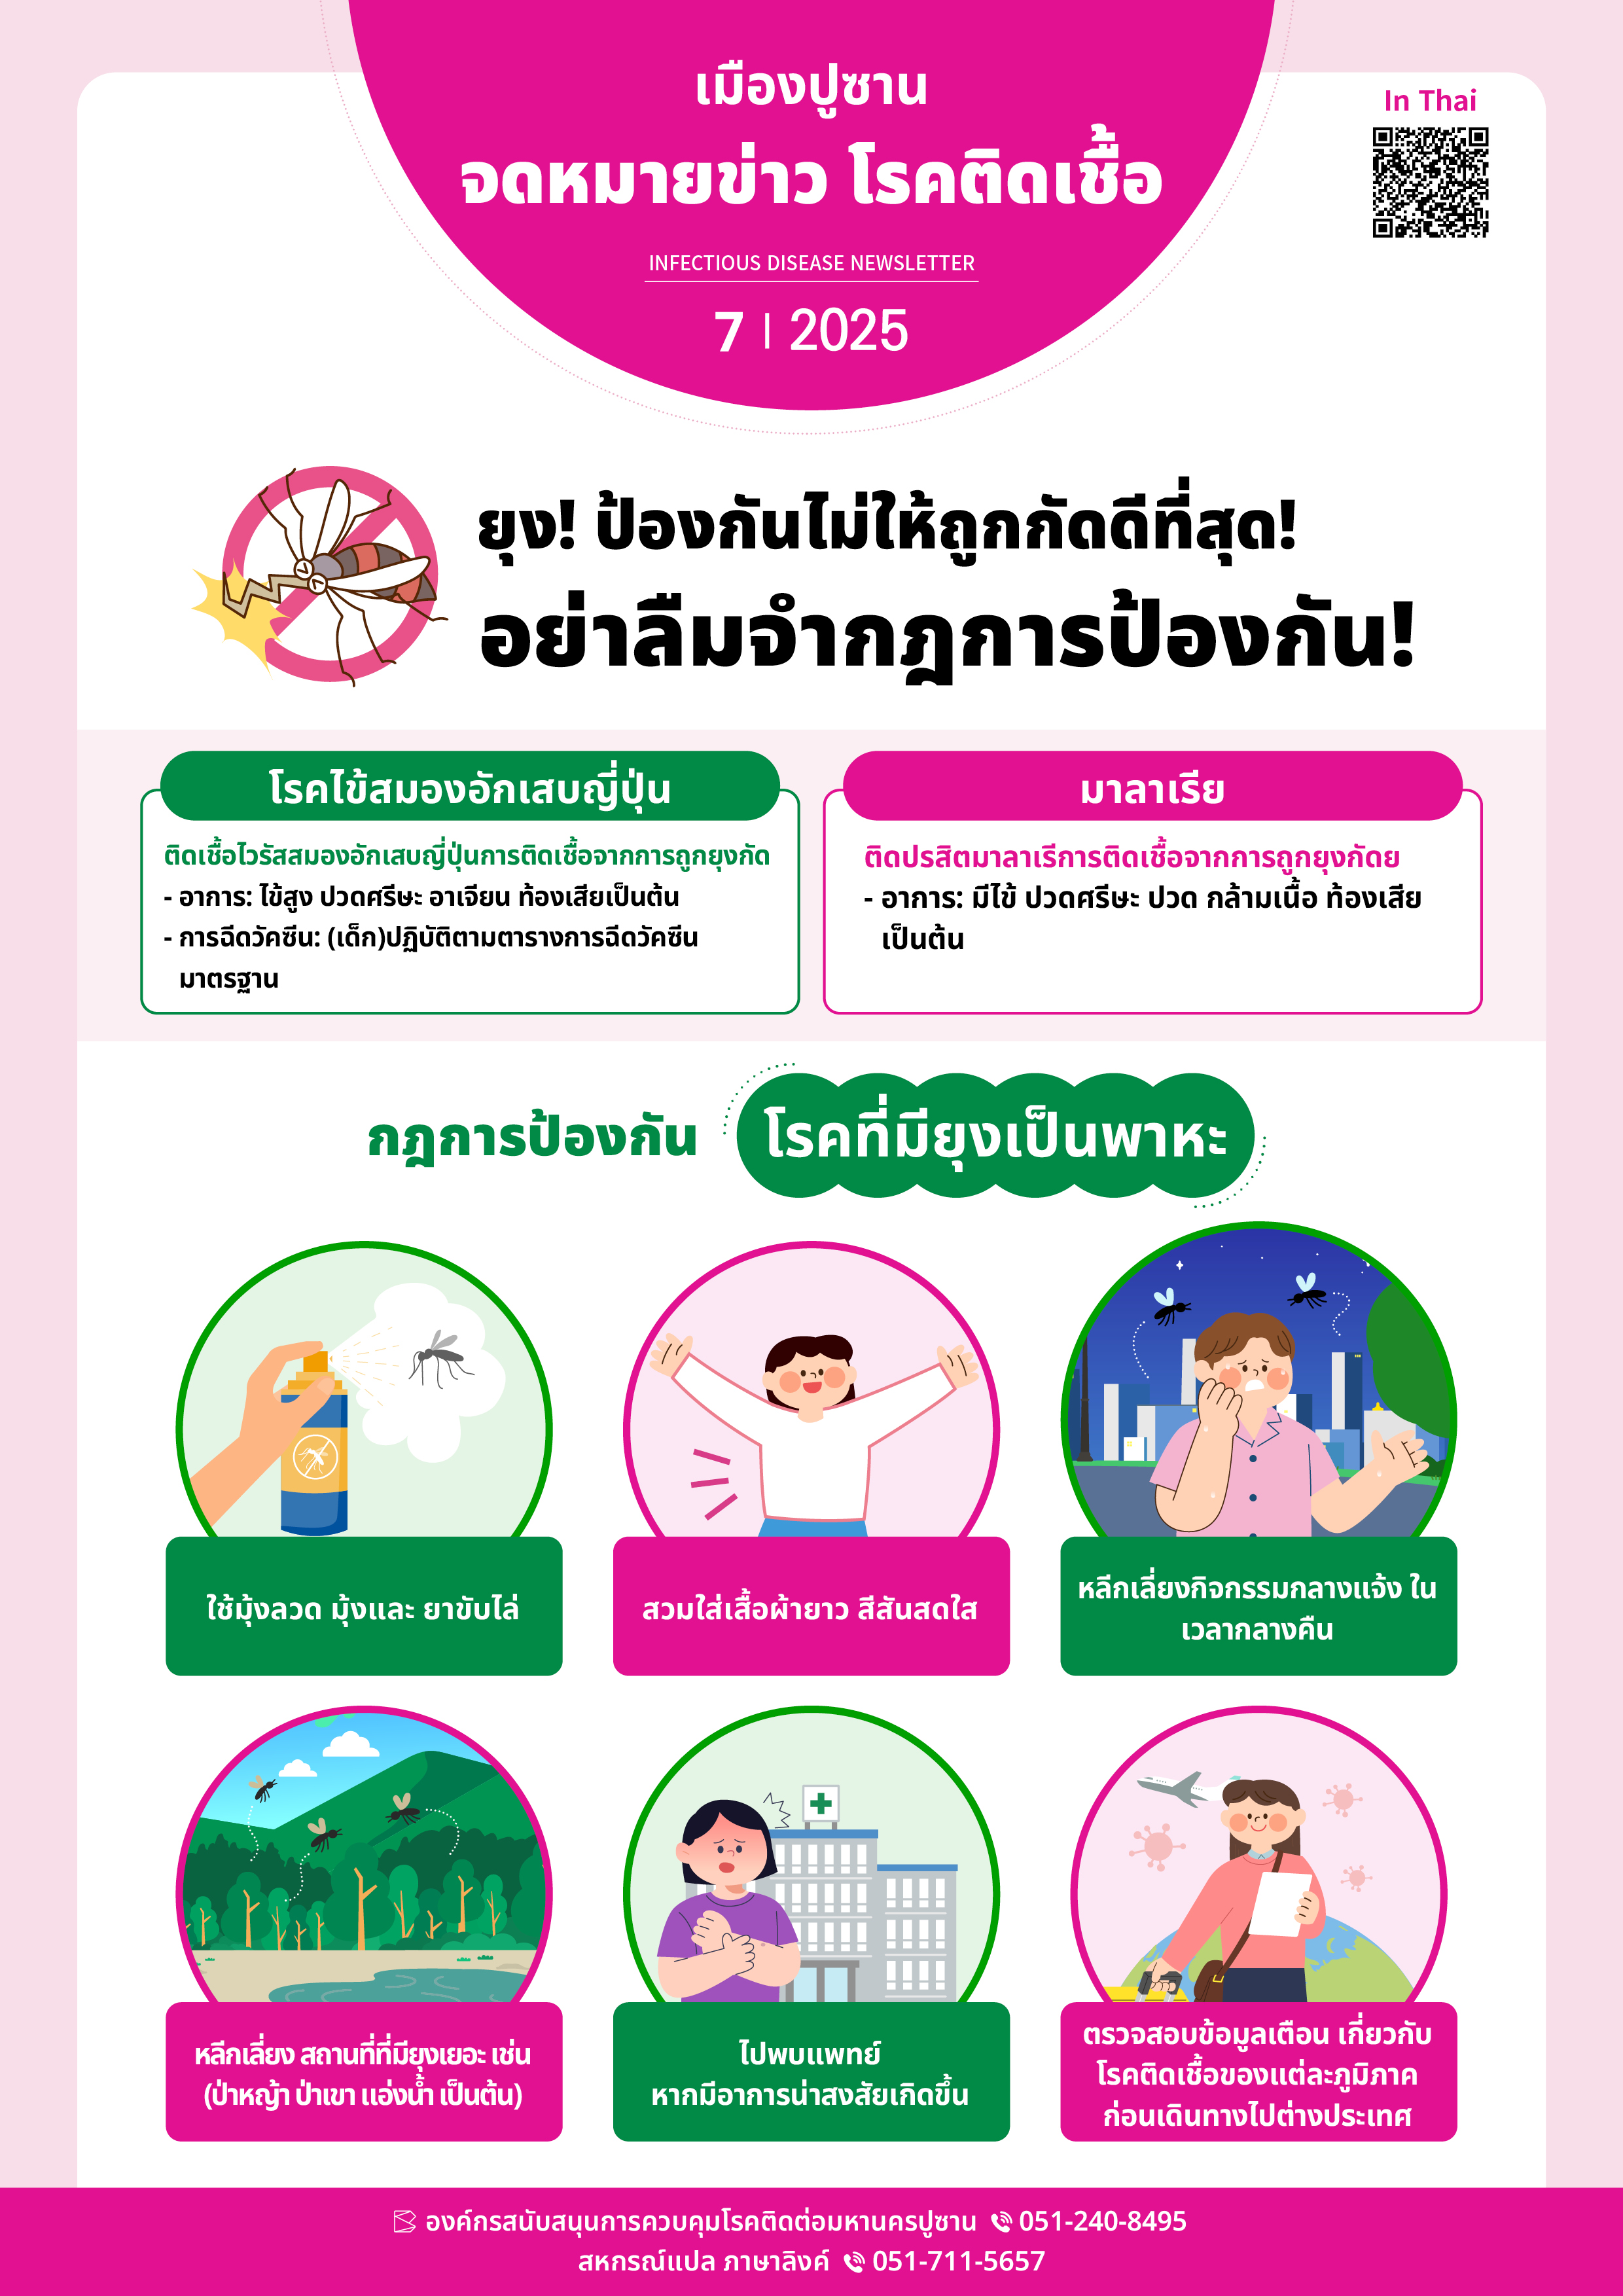 เมืองปูซาน
จดหมายข่าว โรคติดเชื้อ
INFECTIOUS DISEASE NEWSLETTER
7 | 2025
In Thai
ยุง! ป้องกันไม่ให้ถูกกัดดีที่สุด!
อย่าลืมจำกฎการป้องกัน!
โรคไข้สมองอักเสบญี่ปุ่น
ติดเชื้อไวรัสสมองอักเสบญี่ปุ่นการติดเชื้อจากการถูกยุงกัด
- อาการ: ไข้สูง ปวดศรีษะ อาเจียน ท้องเสียเป็นต้น
- การฉีดวัคซีน: (เด็ก)ปฏิบัติตามตารางการฉีดวัคซีน
มาตรฐาน
มาลาเรีย
ติดปรสิตมาลาเรีการติดเชื้อจากการถูกยุงกัดย
- อาการ: มีไข้ ปวดศรีษะ ปวด กล้ามเนื้อ ท้องเสีย
เป็นต้น
กฎการป้องกัน โรคที่มียุงเป็นพาหะ
ใช้มุ้งลวด มุ้งและ ยาขับไล่
สวมใส่เสื้อผ้ายาว สีสันสดใส
หลีกเลี่ยงกิจกรรมกลางแจ้ง ใน
เวลากลางคืน
หลีกเลี่ยง สถานที่ที่มียุงเยอะ เช่น
(ป่าหญ้า ป่าเขา แอ่งน้ำ เป็นต้น)
ไปพบแพทย์
หากมีอาการน่าสงสัยเกิดขึ้น
ตรวจสอบข้อมูลเตือน เกี่ยวกับ
โรคติดเชื้อของแต่ละภูมิภาค
ก่อนเดินทางไปต่างประเทศ
องค์กรสนับสนุนการควบคุมโรคติดต่อมหานครปูซาน 051-240-8495
สหกรณ์แปล ภาษาลิงค์ 051-711-5657